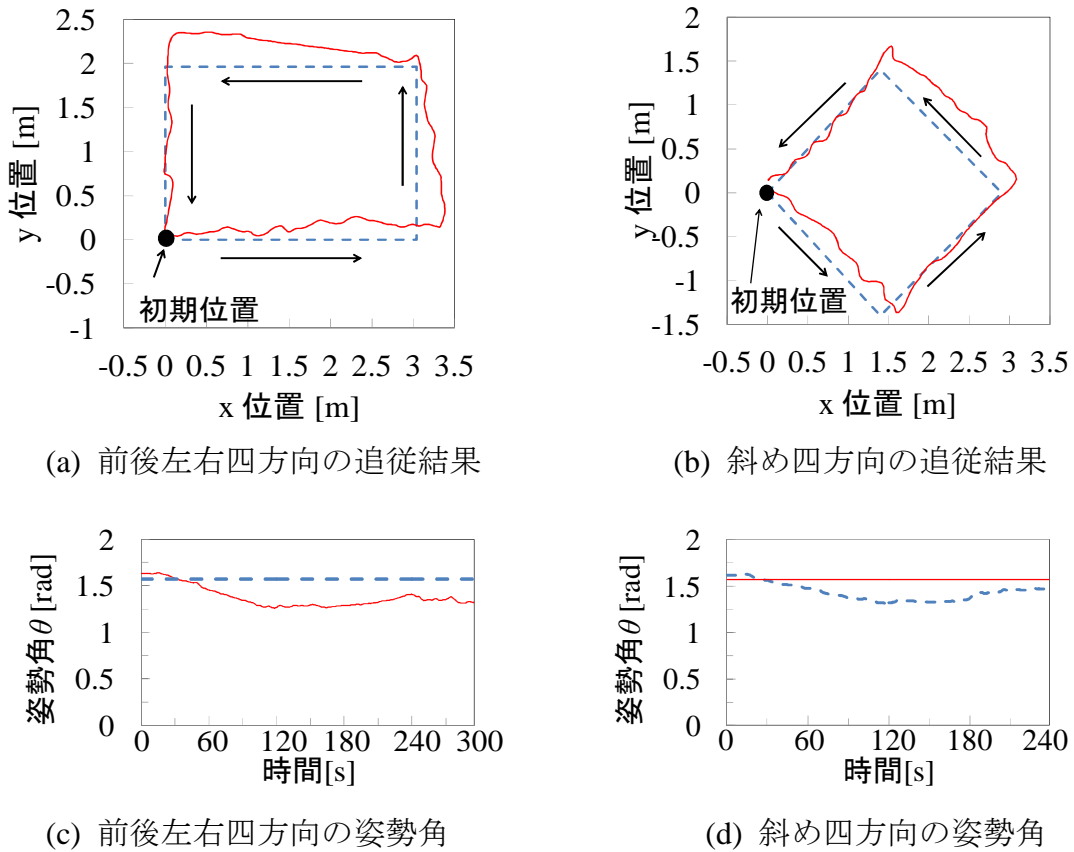 2.5
2
1.5
1
0.5
0
-0.5
-1
y 位置 [m]
初期位置
-0.5 0 0.5 1 1.5 2 2.5 3 3.5
x 位置 [m]
(a) 前後左右四方向の追従結果
2
1.5
1
0.5
0
-0.5
-1
-1.5
y 位置 [m]
初期位置
-0.5 0 0.5 1 1.5 2 2.5 3 3.5
x 位置 [m]
(b) 斜め四方向の追従結果
2
1.5
1
0.5
0
姿勢角θ [rad]
0 60 120 180 240 300
時間[s]
(c) 前後左右四方向の姿勢角
2
1.5
1
0.5
0
姿勢角θ [rad]
0 60 120 180 240
時間[s]
(d) 斜め四方向の姿勢角